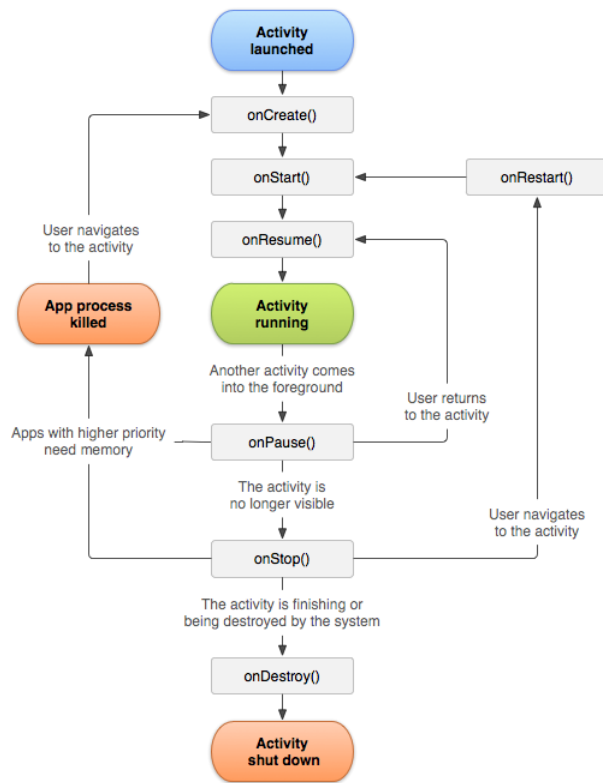 Activity
launched
onCreate()
onStart()
onRestart()
User navigates
to the activity
onResume()
App process
killed
Activity
running
Another activity comes
into the foreground
User returns
to the activity
Apps with higher priority
need memory
onPause()
The activity is
no longer visible
User navigates
to the activity
onStop()
The activity is finishing or
being destroyed by the system
onDestroy()
Activity
shut down